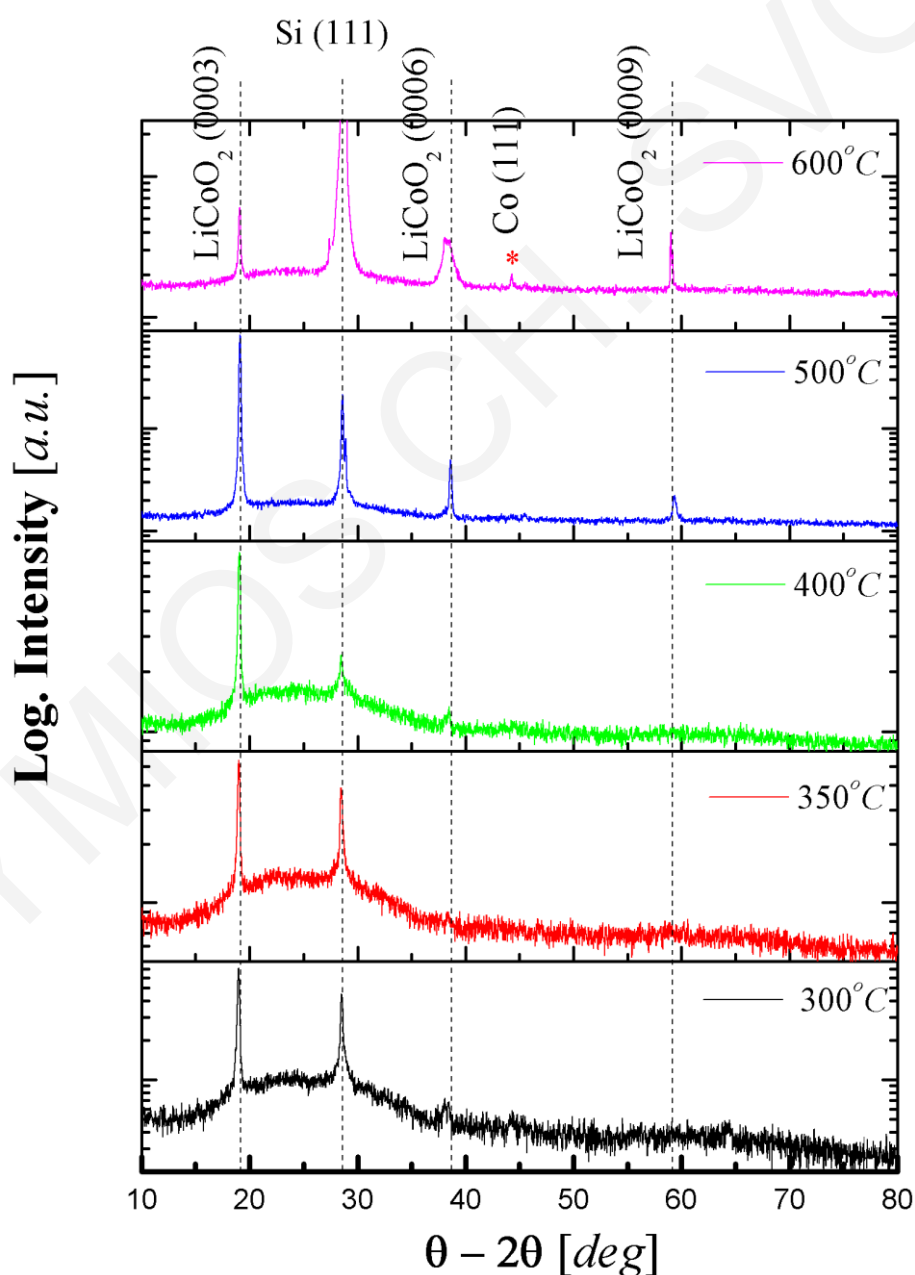 Si (111)
LiCoO₂ (0003)
LiCoO₂ (0006)
Co (111)
LiCoO₂ (0009)
*
600°C
500°C
400°C
350°C
300°C
Log. Intensity [a.u.]
10 20 30 40 50 60 70 80
θ – 2θ [deg]